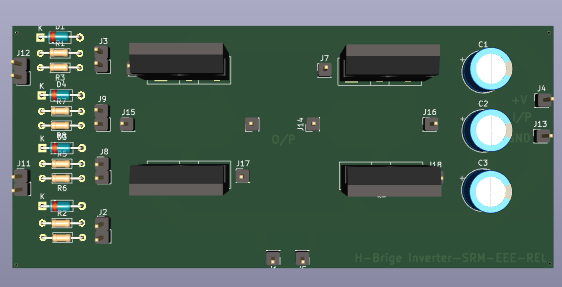 K
D1
R1
J12
R3
J3
K
D4
R7
J9
J15
K
R5
J8
J11
R6
K
R2
J2
J7
J14
O/P
J17
J16
J18
C1
C2
C3
+V
J4
I/P
J13
GND
H-Brige Inverter-SRM-EEE-REL